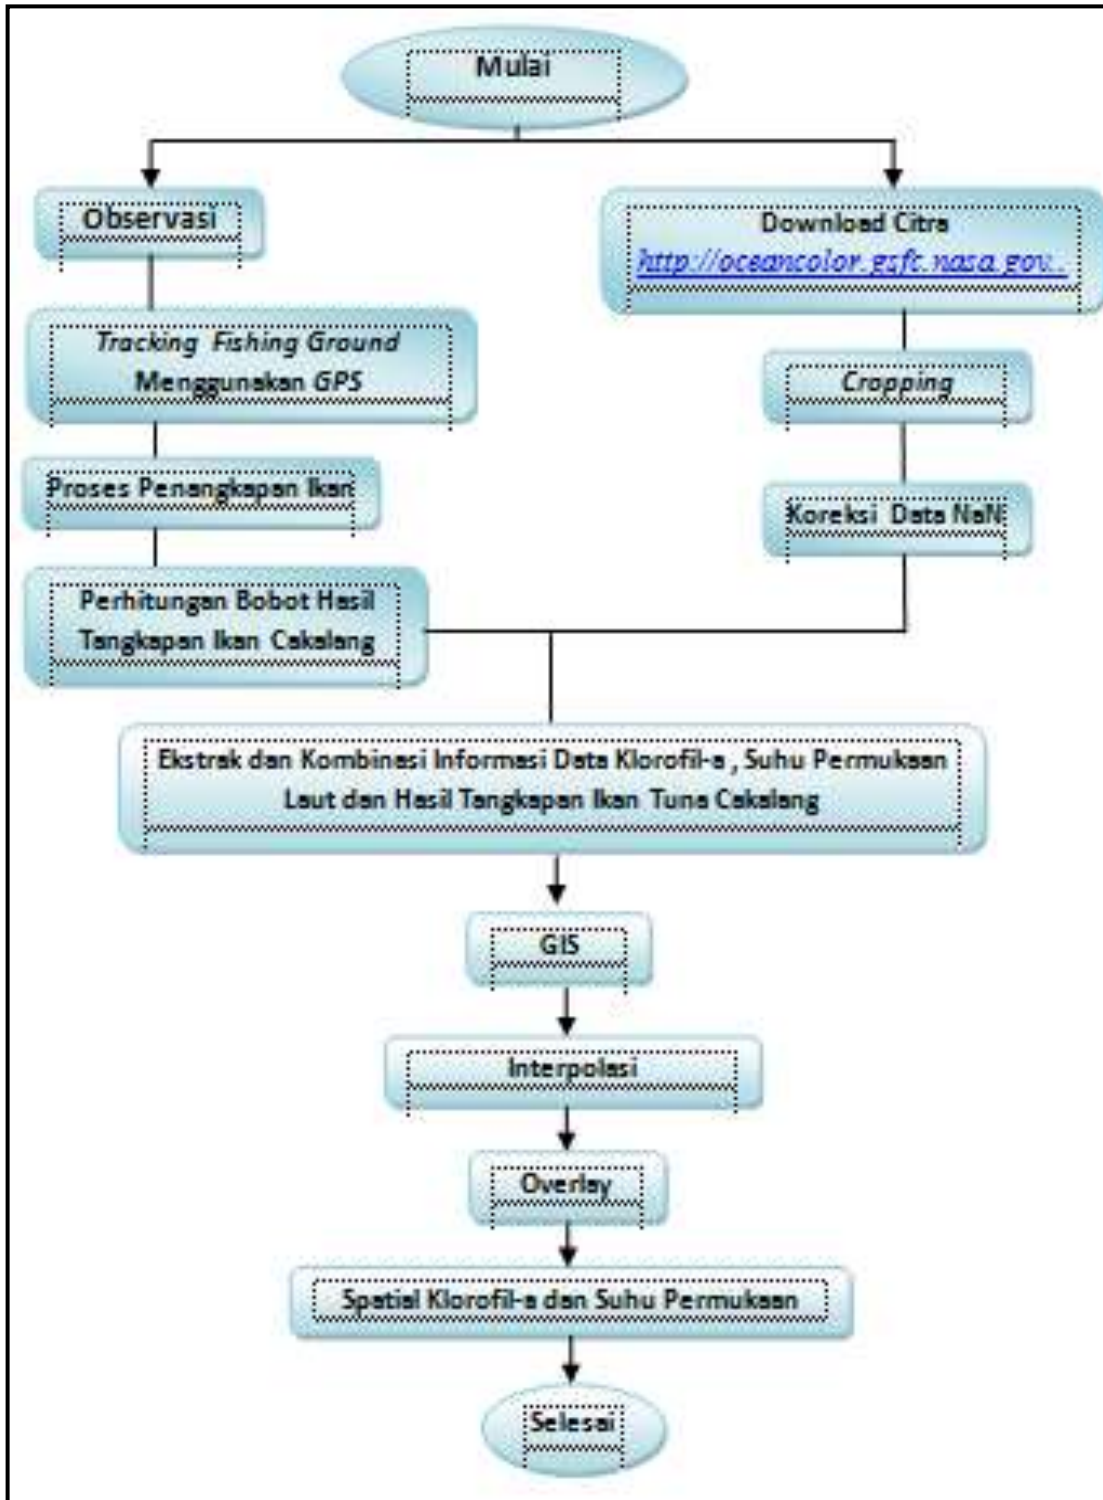 Mulai
Observasi
Tracking Fishing Ground
Menggunakan GPS
Proses Penangkapan Ikan
Perhitungan Bobot Hasil
Tangkapan Ikan Cakalang
Download Citra
http://oceancolor.gsfc.nasa.gov..
Cropping
Koreksi Data NaN
Ekstrak dan Kombinasi Informasi Data Klorofil-a , Suhu Permukaan
Laut dan Hasil Tangkapan Ikan Tuna Cakalang
GIS
Interpolasi
Overlay
Spatial Klorofil-a dan Suhu Permukaan
Selesai